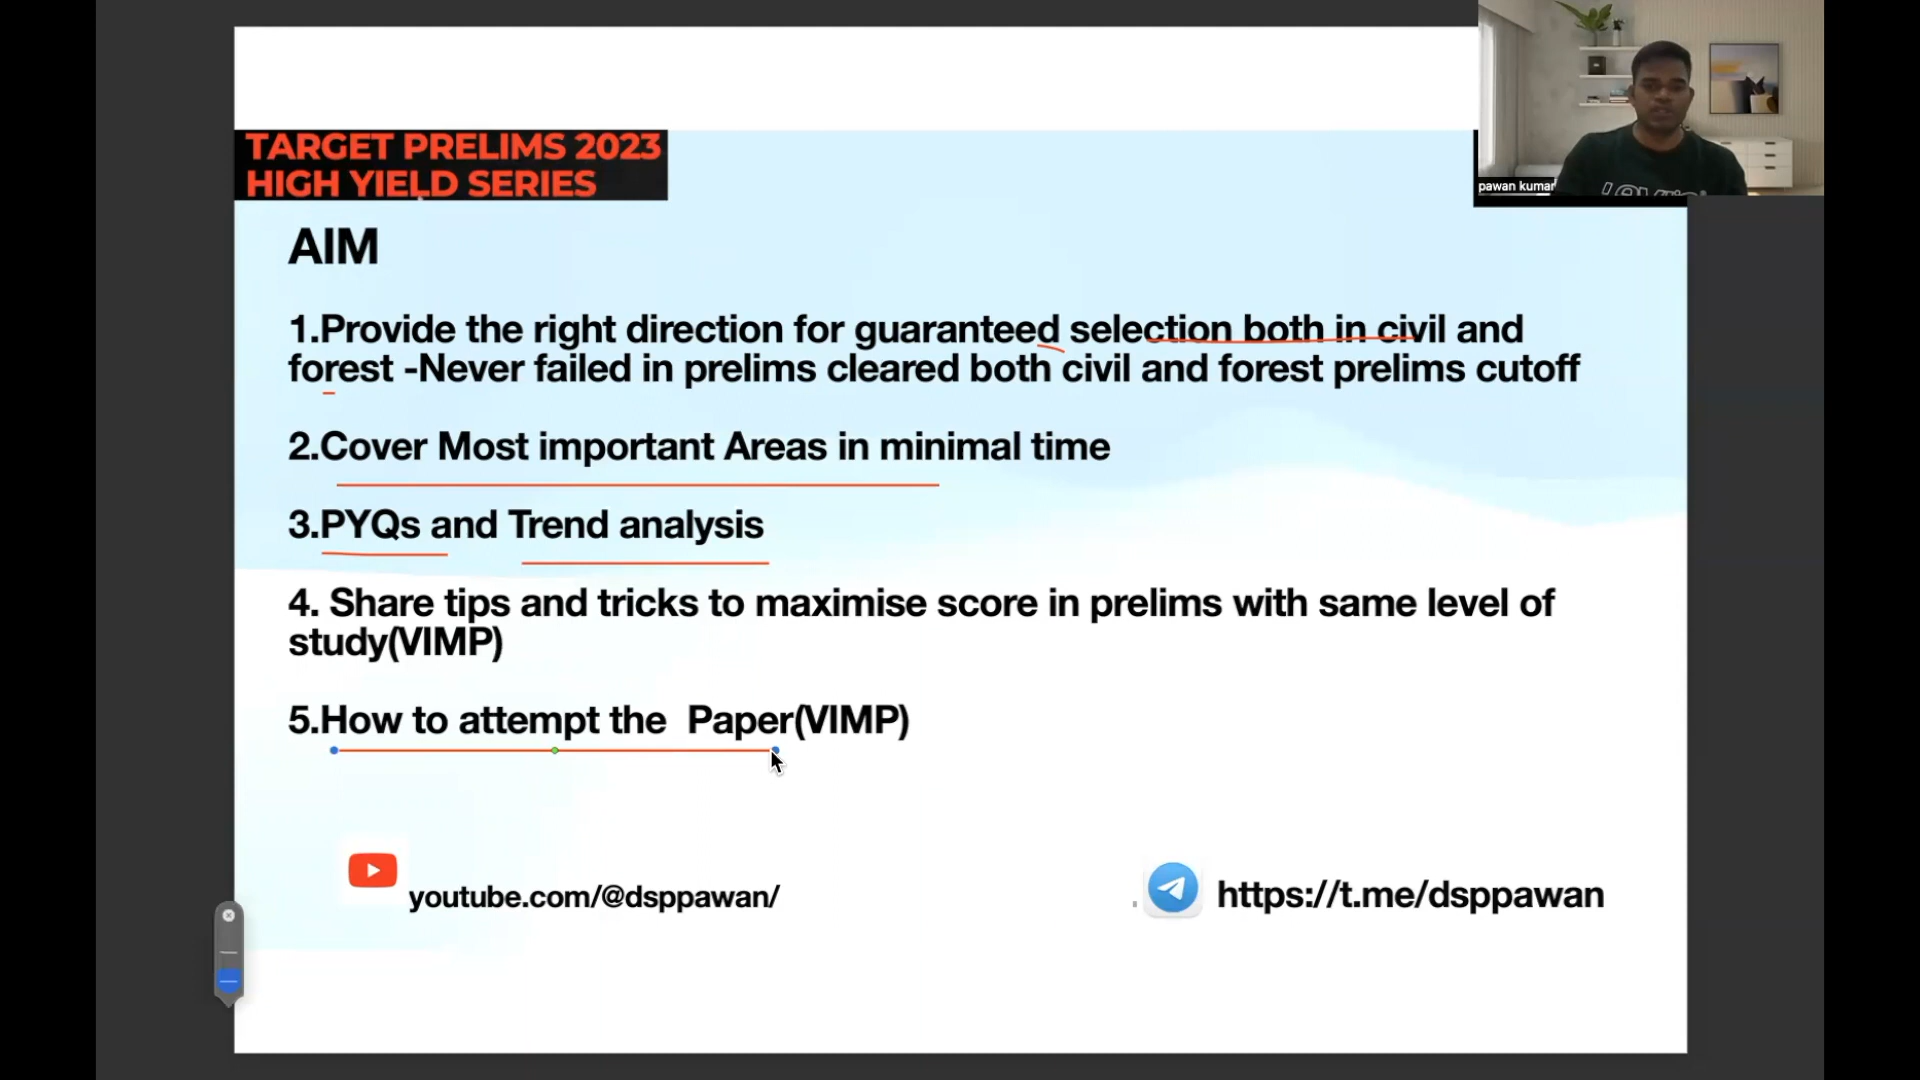 TARGET PRELIMS 2023
HIGH YIELD SERIES
pawan kumar
AIM
1.Provide the right direction for guaranteed selection both in civil and
forest -Never failed in prelims cleared both civil and forest prelims cutoff
2.Cover Most important Areas in minimal time
3.PYQs and Trend analysis
4. Share tips and tricks to maximise score in prelims with same level of
study(VIMP)
5.How to attempt the  Paper(VIMP)
youtube.com/@dsppawan/
https://t.me/dsppawan